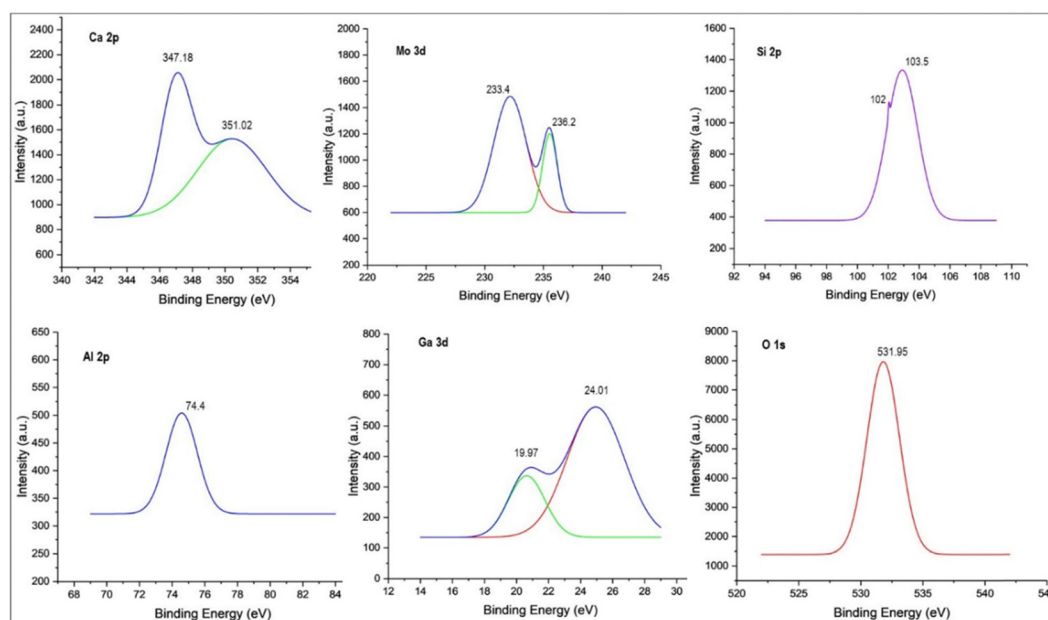 Ca 2p
347.18
351.02
Intensity (a.u.)
2400
2200
2000
1800
1600
1400
1200
1000
800
600
340 342 344 346 348 350 352 354
Binding Energy (eV)
Mo 3d
233.4
236.2
Intensity (a.u.)
2000
1800
1600
1400
1200
1000
800
600
400
200
220 225 230 235 240 245
Binding Energy (eV)
Si 2p
102
103.5
Intensity (a.u.)
1600
1400
1200
1000
800
600
400
200
92 94 96 98 100 102 104 106 108 110
Binding Energy (eV)
Al 2p
74.4
Intensity (a.u.)
650
600
550
500
450
400
350
300
250
200
68 70 72 74 76 78 80 82 84
Binding Energy (eV)
Ga 3d
19.97
24.01
Intensity (a.u.)
800
700
600
500
400
300
200
100
0
12 14 16 18 20 22 24 26 28 30
Binding Energy (eV)
O 1s
531.95
Intensity (a.u.)
9000
8000
7000
6000
5000
4000
3000
2000
1000
520 525 530 535 540
Binding Energy (eV)